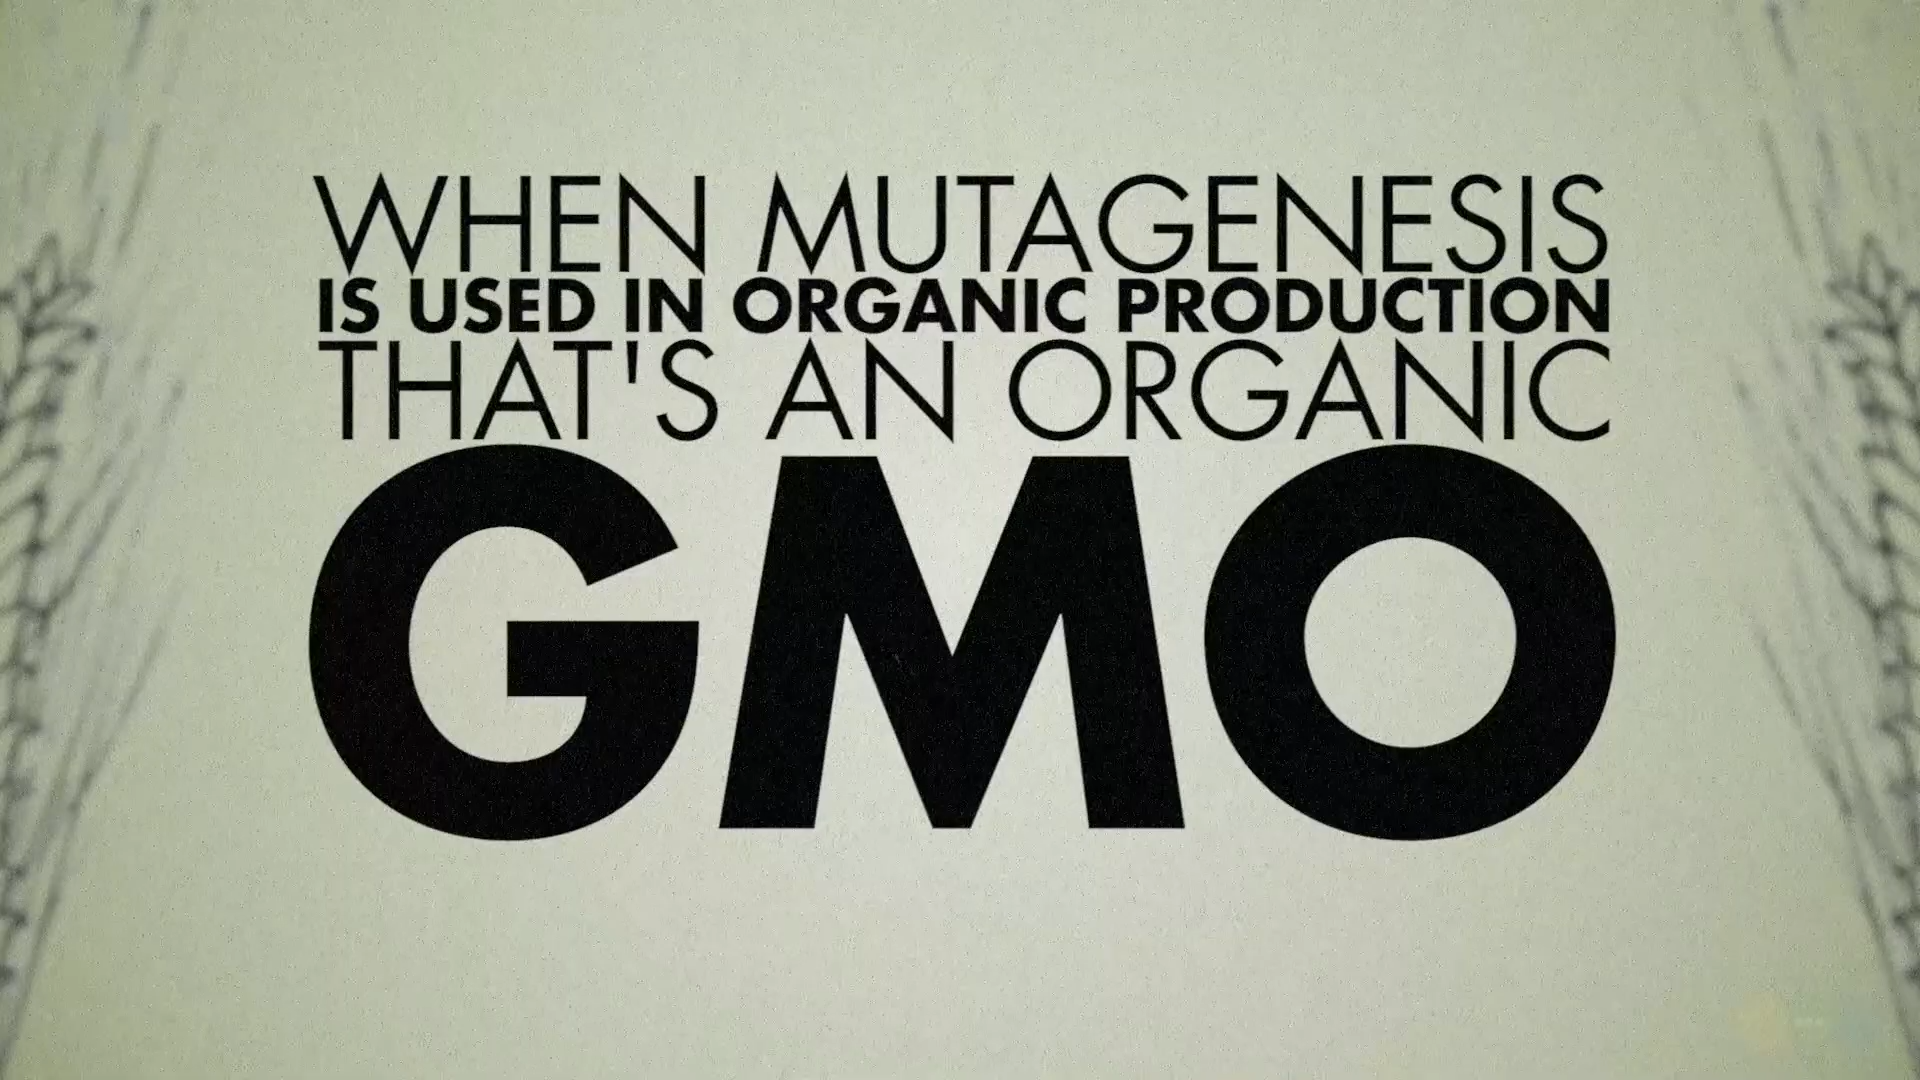 WHEN MUTAGENESIS
IS USED IN ORGANIC PRODUCTION
THAT'S AN ORGANIC
GMO